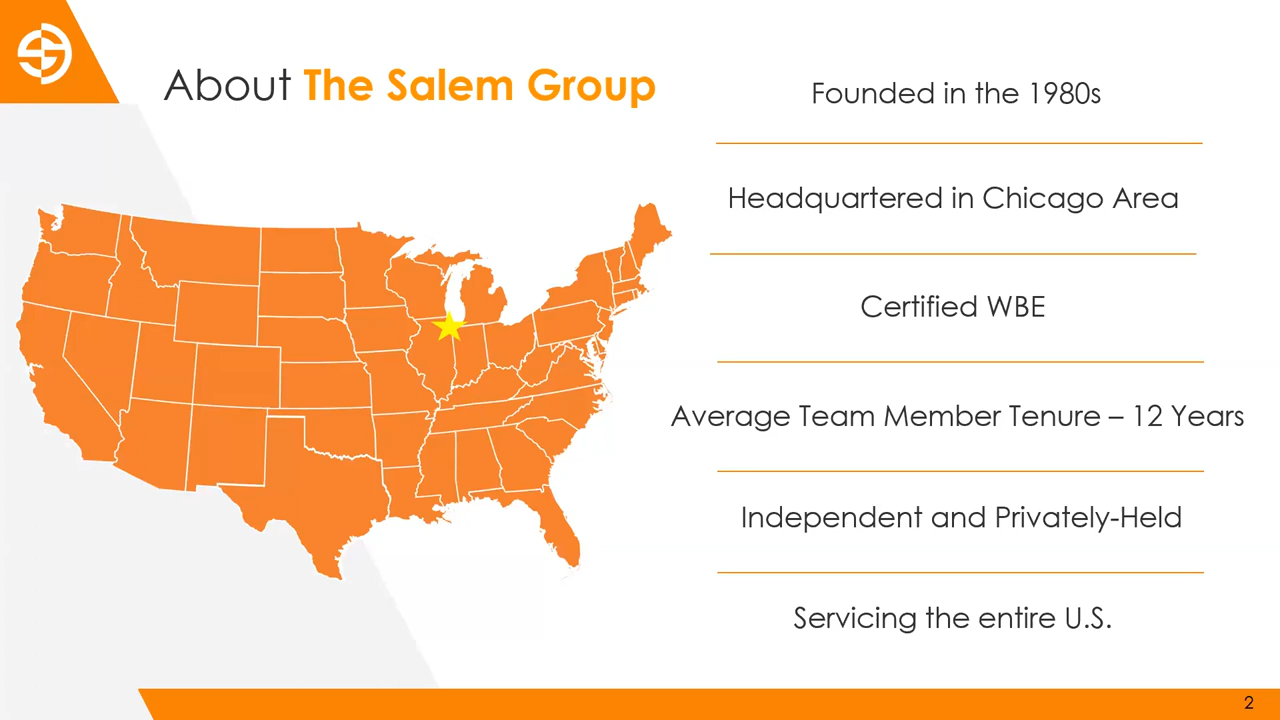 About The Salem Group
Founded in the 1980s
Headquartered in Chicago Area
Certified WBE
Average Team Member Tenure – 12 Years
Independent and Privately-Held
Servicing the entire U.S.
2